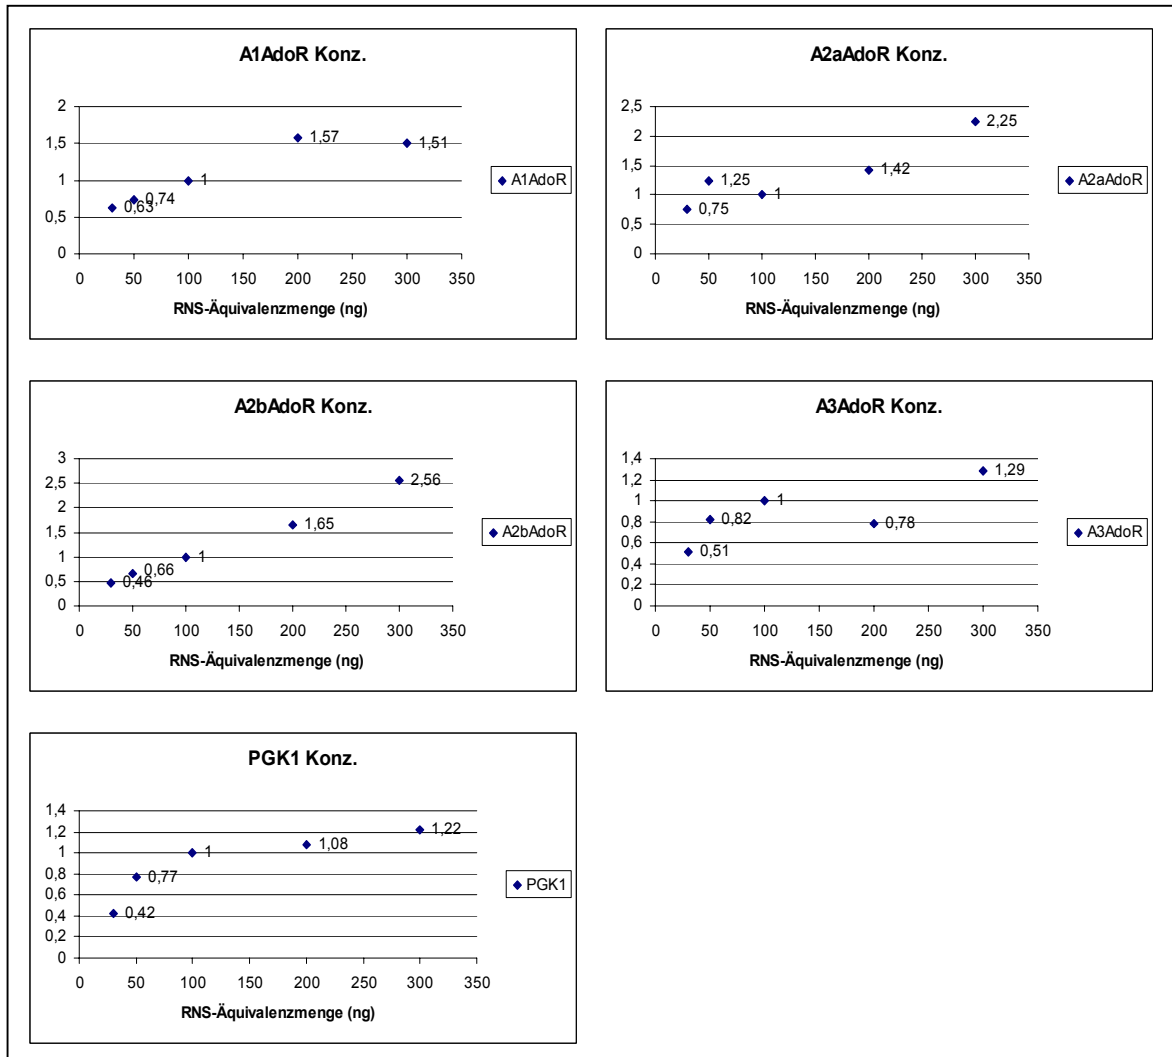 A1AdoR Konz.
2
1,5
1
0,5
0
0,63
0,74
1
1,57
1,51
0 50 100 150 200 250 300 350
RNS-Äquivalenzmenge (ng)
A1AdoR
A2aAdoR Konz.
2,5
2
1,5
1
0,5
0
0,75
1,25
1
1,42
2,25
0 50 100 150 200 250 300 350
RNS-Äquivalenzmenge (ng)
A2aAdoR
A2bAdoR Konz.
3
2,5
2
1,5
1
0,5
0
0,46
0,66
1
1,65
2,56
0 50 100 150 200 250 300 350
RNS-Äquivalenzmenge (ng)
A2bAdoR
A3AdoR Konz.
1,4
1,2
1
0,8
0,6
0,4
0,2
0
0,51
0,82
1
0,78
1,29
0 50 100 150 200 250 300 350
RNS-Äquivalenzmenge (ng)
A3AdoR
PGK1 Konz.
1,4
1,2
1
0,8
0,6
0,4
0,2
0
0,42
0,77
1
1,08
1,22
0 50 100 150 200 250 300 350
RNS-Äquivalenzmenge (ng)
PGK1